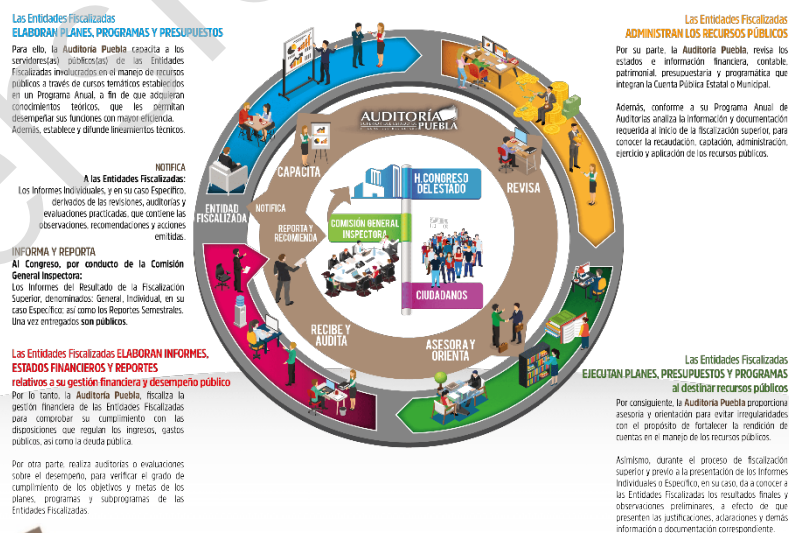 Las Entidades Fiscalizadas
ELABORAN PLANES, PROGRAMAS Y PRESUPUESTOS
Para ello, la Auditoría Puebla capacita a los
servidores(as) públicos(as) de las Entidades
Fiscalizadas involucrados en el manejo de recursos
públicos a través de cursos temáticos establecidos
en un Programa Anual, a fin de que adquieran
conocimientos teóricos, que les permitan
desempeñar sus funciones con mayor eficiencia.
Además, establece y difunde lineamientos técnicos.
NOTIFICA
A las Entidades Fiscalizadas:
Los Informes Individuales, y en su caso Específico,
derivados de las revisiones, auditorías y
evaluaciones practicadas, que contiene las
observaciones, recomendaciones y acciones
emitidas.
INFORMA Y REPORTA
Al Congreso, por conducto de la Comisión
General Inspectora:
Los Informes del Resultado de la Fiscalización
Superior, denominados: General, Individual, en su
caso Específico; así como los Reportes Semestrales.
Una vez entregados son públicos.
Las Entidades Fiscalizadas ELABORAN INFORMES,
ESTADOS FINANCIEROS Y REPORTES
relativos a su gestión financiera y desempeño público
Por lo tanto, la Auditoría Puebla, fiscaliza la
gestión financiera de las Entidades Fiscalizadas
para comprobar su cumplimiento con las
disposiciones que regulan los ingresos, gastos
públicos, así como la deuda pública.
Por otra parte, realiza auditorías o evaluaciones
sobre el desempeño, para verificar el grado de
cumplimiento de los objetivos y metas de los
planes, programas y subprogramas de las
Entidades Fiscalizadas.
AUDITORÍA
PUEBLA
CAPACITA
REVISA
ENTIDAD
FISCALIZADA
NOTIFICA
REPORTA Y
RECOMIENDA
H. CONGRESO
DEL ESTADO
COMISIÓN GENERAL
INSPECTORA
CIUDADANOS
RECIBE Y
AUDITA
ASESORA Y
ORIENTA
Las Entidades Fiscalizadas
ADMINISTRAN LOS RECURSOS PÚBLICOS
Por su parte, la Auditoría Puebla, revisa los
estados e información financiera, contable,
patrimonial, presupuestaria y programática que
integran la Cuenta Pública Estatal o Municipal.
Además, conforme a su Programa Anual de
Auditorías analiza la información y documentación
requerida al inicio de la fiscalización superior, para
conocer la recaudación, captación, administración,
ejercicio y aplicación de los recursos públicos.
Las Entidades Fiscalizadas
EJECUTAN PLANES, PRESUPUESTOS Y PROGRAMAS
al destinar recursos públicos
Por consiguiente, la Auditoría Puebla proporciona
asesoría y orientación para evitar irregularidades
con el propósito de fortalecer la rendición de
cuentas en el manejo de los recursos públicos.
Asimismo, durante el proceso de fiscalización
superior y previo a la presentación de los Informes
Individuales o Específico, en su caso, da a conocer a
las Entidades Fiscalizadas los resultados finales y
observaciones preliminares, a efecto de que
presenten las justificaciones, aclaraciones y demás
información o documentación correspondiente.